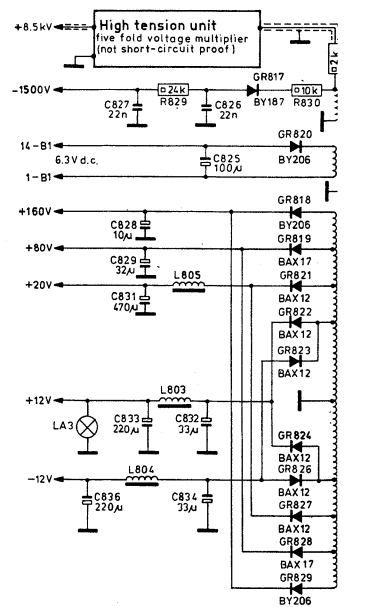 High tension unit
five fold voltage multiplier
(not short-circuit proof)
+8.5kV
2k
-1500V
24k
R829
C827
22n
C826
22n
GR817
BY187
10k
R830
14-B1
6.3V d.c.
1-B1
C825
100µ
GR820
BY206
+160V
C828
10µ
GR818
BY206
+80V
C829
32µ
GR819
BAX17
+20V
C831
470µ
L805
GR821
BAX12
GR822
BAX12
GR823
BAX12
+12V
LA3
C833
220µ
L803
C832
33µ
GR824
BAX12
-12V
C836
220µ
L804
C834
33µ
GR826
BAX12
GR827
BAX12
GR828
BAX17
GR829
BY206